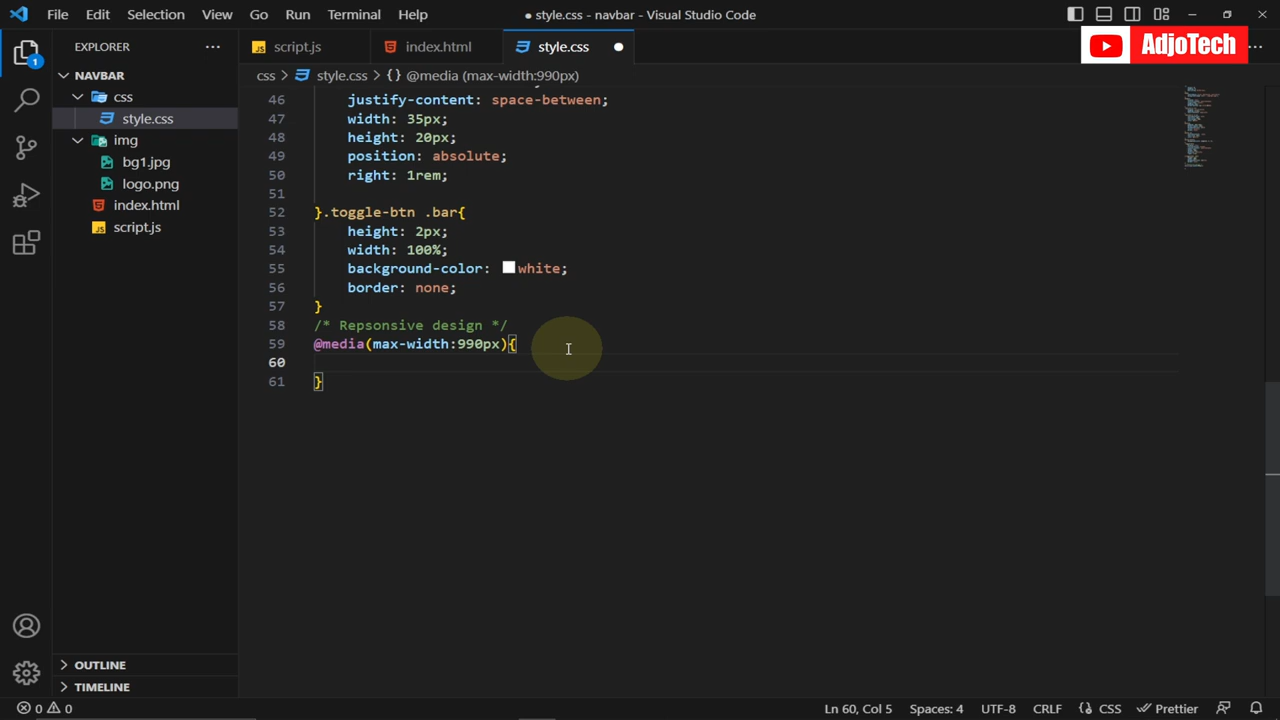 File Edit Selection View Go Run Terminal Help
● style.css - navbar - Visual Studio Code
AdjoTech
EXPLORER
script.js
index.html
style.css
css > style.css > {} @media (max-width:990px)
1
NAVBAR
css
style.css
img
bg1.jpg
logo.png
index.html
script.js
46 justify-content: space-between;
47 width: 35px;
48 height: 20px;
49 position: absolute;
50 right: 1rem;
51
52 }.toggle-btn .bar{
53 height: 2px;
54 width: 100%;
55 background-color: white;
56 border: none;
57 }
58 /* Repsonsive design */
59 @media(max-width:990px){
60
61 }
OUTLINE
TIMELINE
0 0
Ln 60, Col 5 Spaces: 4 UTF-8 CRLF {} CSS Prettier